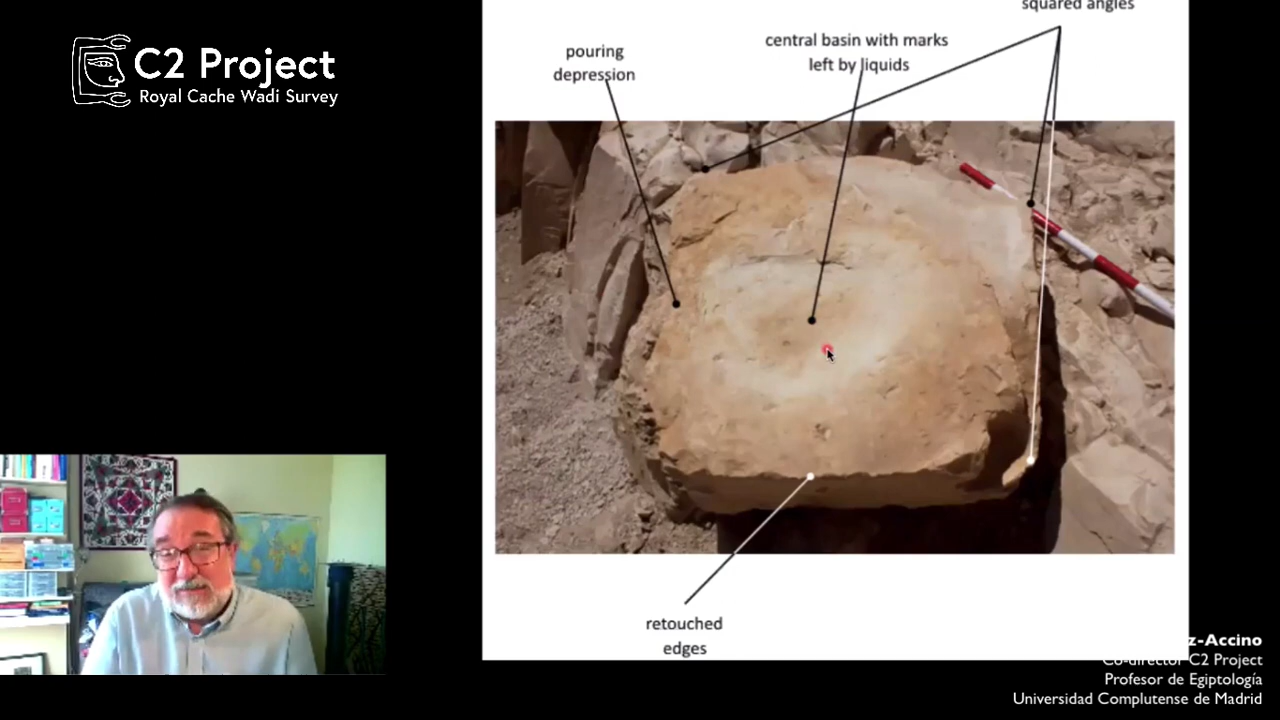 C2 Project
Royal Cache Wadi Survey
squared angles
pouring
depression
central basin with marks
left by liquids
retouched
edges
z-Accino
Co-director C2 Project
Profesor de Egiptología
Universidad Complutense de Madrid